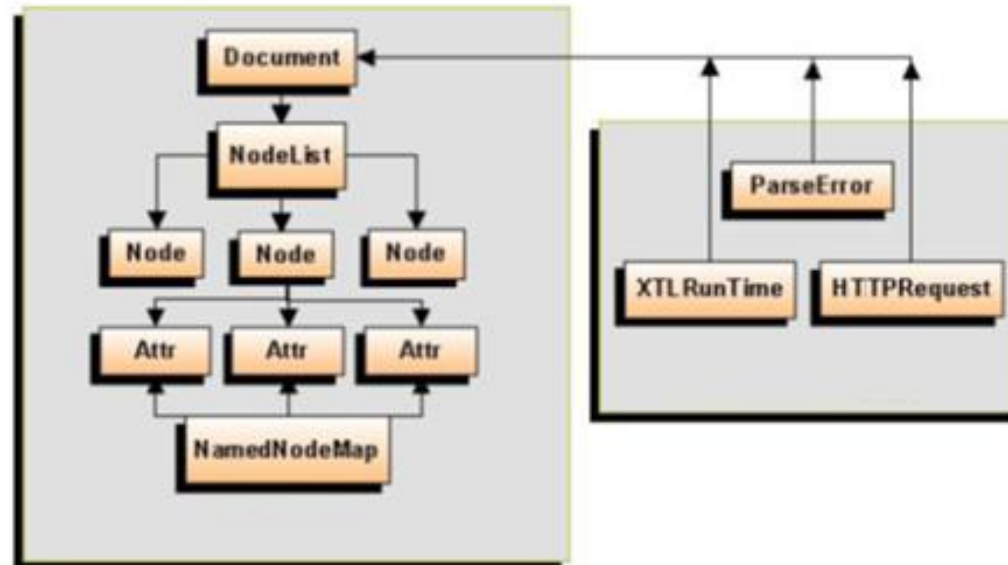 Document
NodeList
Node Node Node
Attr Attr Attr
NamedNodeMap
ParseError
XTLRunTime HTTPRequest